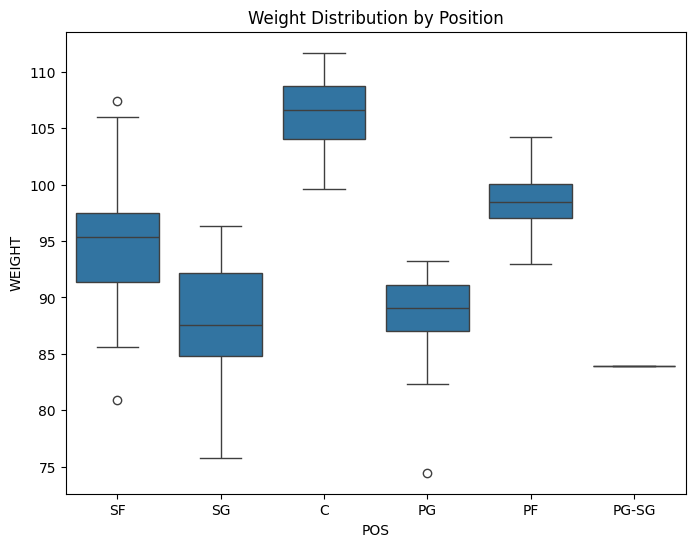 Weight Distribution by Position
WEIGHT
110
105
100
95
90
85
80
75
SF SG C PG PF PG-SG
POS